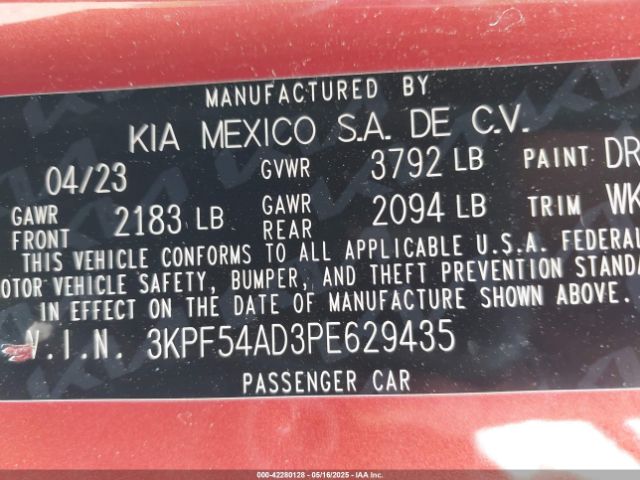 MANUFACTURED BY
KIA MEXICO S.A. DE C.V.
04/23 GVWR 3792 LB PAINT DR
GAWR FRONT 2183 LB GAWR REAR 2094 LB TRIM WK
THIS VEHICLE CONFORMS TO ALL APPLICABLE U.S.A. FEDERAL
OTOR VEHICLE SAFETY, BUMPER, AND THEFT PREVENTION STANDA
IN EFFECT ON THE DATE OF MANUFACTURE SHOWN ABOVE.
V.I.N. 3KPF54AD3PE629435
PASSENGER CAR
000-42280128 - 05/16/2025 - IAA Inc.